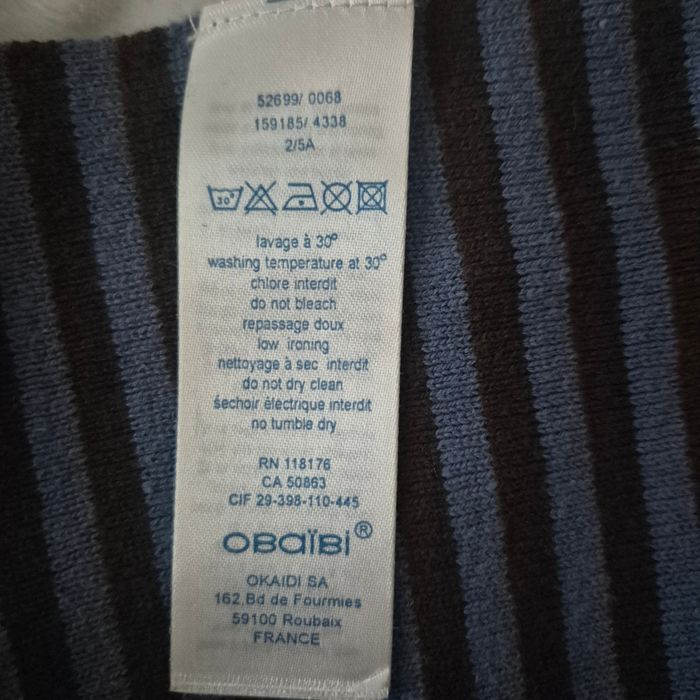 52699/ 0068
159185/ 4338
2/5A
30°
lavage à 30°
washing temperature at 30°
chlore interdit
do not bleach
repassage doux
low ironing
nettoyage à sec interdit
do not dry clean
śechoir électrique interdit
no tumble dry
RN 118176
CA 50863
CIF 29-398-110-445
OBaïBi®
OKAIDI SA
162,Bd de Fourmies
59100 Roubaix
FRANCE